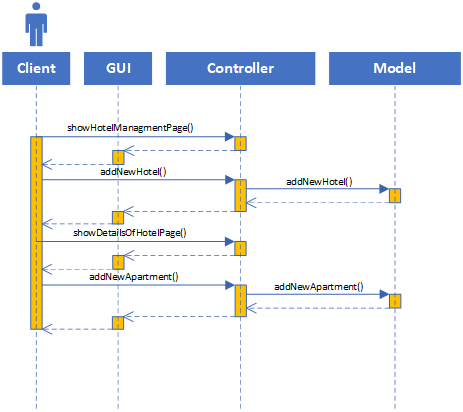 Client
GUI
Controller
Model
showHotelManagmentPage()
addNewHotel()
addNewHotel()
showDetailsOfHotelPage()
addNewApartment()
addNewApartment()